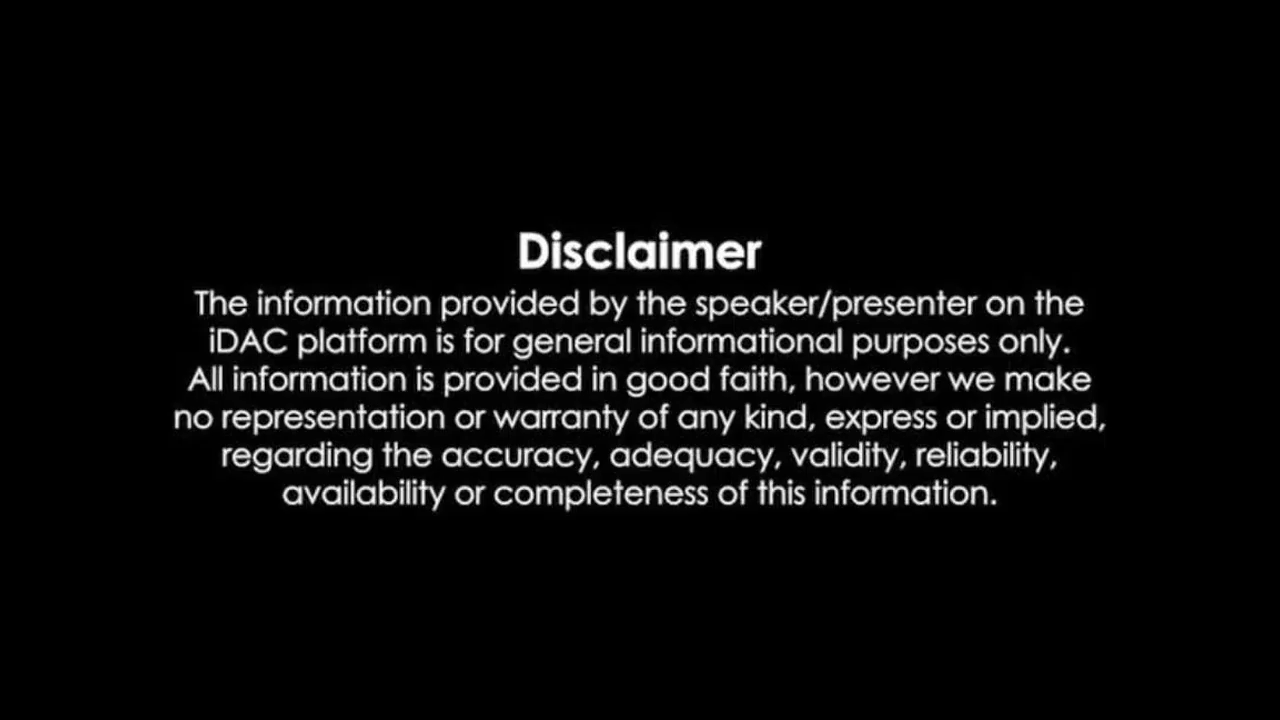 Disclaimer
The information provided by the speaker/presenter on the
iDAC platform is for general informational purposes only.
All information is provided in good faith, however we make
no representation or warranty of any kind, express or implied,
regarding the accuracy, adequacy, validity, reliability,
availability or completeness of this information.